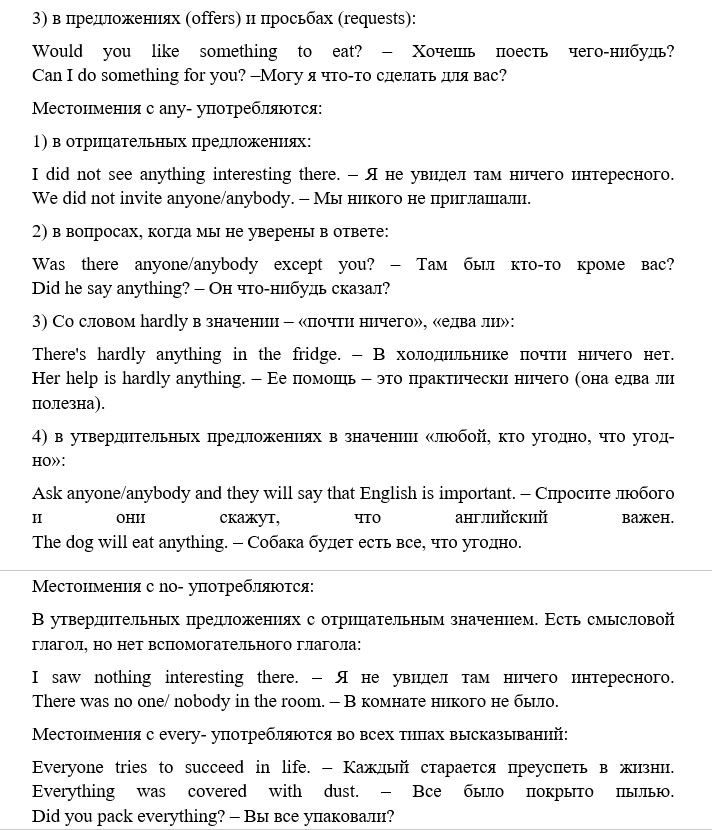 3) в предложениях (offers) и просьбах (requests):
Would you like something to eat? – Хочешь поесть чего-нибудь?
Can I do something for you? –Могу я что-то сделать для вас?
Местоимения с any- употребляются:
1) в отрицательных предложениях:
I did not see anything interesting there. – Я не увидел там ничего интересного.
We did not invite anyone/anybody. – Мы никого не приглашали.
2) в вопросах, когда мы не уверены в ответе:
Was there anyone/anybody except you? – Там был кто-то кроме вас?
Did he say anything? – Он что-нибудь сказал?
3) Со словом hardly в значении – «почти ничего», «едва ли»:
There's hardly anything in the fridge. – В холодильнике почти ничего нет.
Her help is hardly anything. – Ее помощь – это практически ничего (она едва ли
полезна).
4) в утвердительных предложениях в значении «любой, кто угодно, что угод-
но»:
Ask anyone/anybody and they will say that English is important. – Спросите любого
и они скажут, что английский важен.
The dog will eat anything. – Собака будет есть все, что угодно.
Местоимения с no- употребляются:
В утвердительных предложениях с отрицательным значением. Есть смысловой
глагол, но нет вспомогательного глагола:
I saw nothing interesting there. – Я не увидел там ничего интересного.
There was no one/ nobody in the room. – В комнате никого не было.
Местоимения с every- употребляются во всех типах высказываний:
Everyone tries to succeed in life. – Каждый старается преуспеть в жизни.
Everything was covered with dust. – Все было покрыто пылью.
Did you pack everything? – Вы все упаковали?